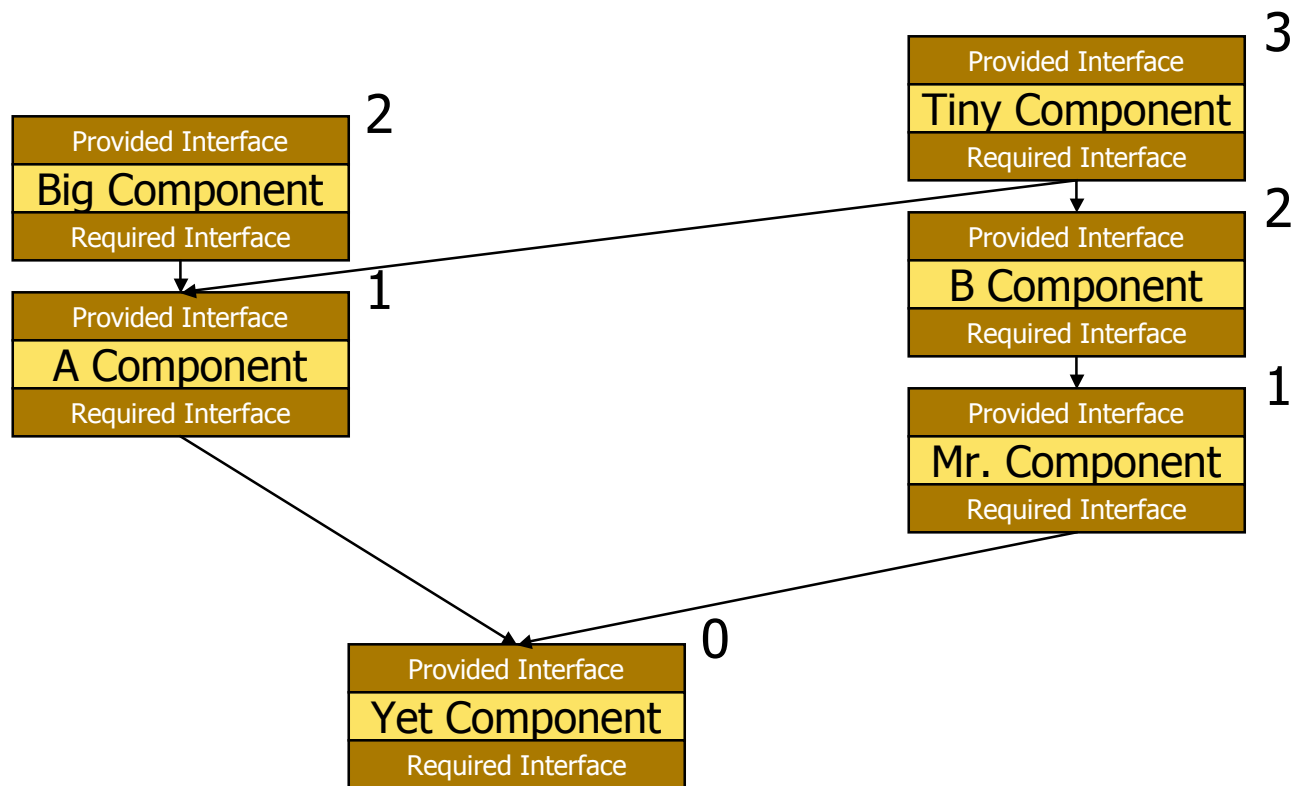 3
Provided Interface
Tiny Component
Required Interface
2
Provided Interface
Big Component
Required Interface
2
Provided Interface
B Component
Required Interface
1
Provided Interface
A Component
Required Interface
1
Provided Interface
Mr. Component
Required Interface
0
Provided Interface
Yet Component
Required Interface